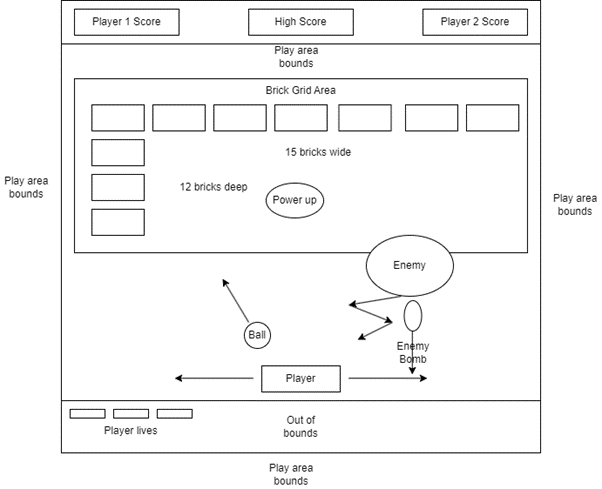 Player 1 Score
High Score
Player 2 Score
Play area
bounds
Brick Grid Area
15 bricks wide
12 bricks deep
Power up
Play area
bounds
Play area
bounds
Enemy
Ball
Enemy
Bomb
Player
Player lives
Out of
bounds
Play area
bounds